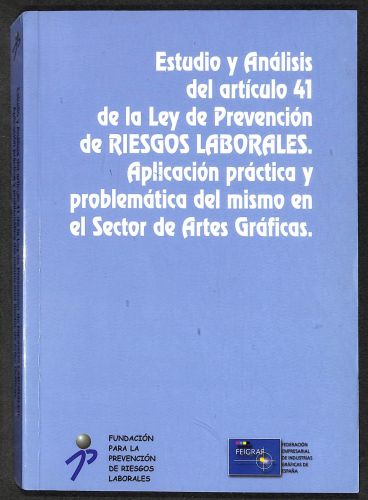 Estudio y Análisis
del artículo 41
de la Ley de Prevención
de RIESGOS LABORALES.
Aplicación práctica y
problemática del mismo en
el Sector de Artes Gráficas.
FUNDACIÓN
PARA LA
PREVENCIÓN
DE RIESGOS
LABORALES
FEIGRAF
FEDERACIÓN
EMPRESARIAL
DE INDUSTRIAS
GRÁFICAS DE
ESPAÑA